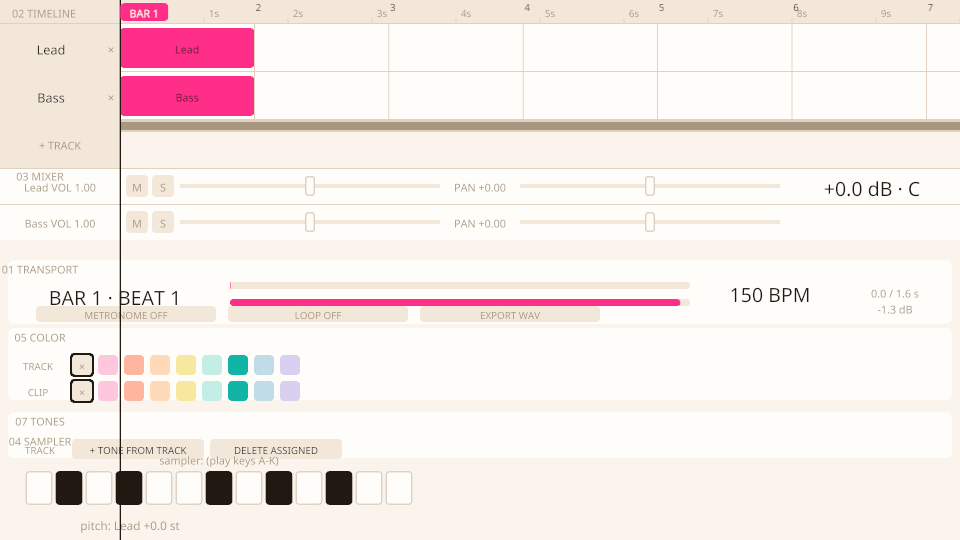 02 TIMELINE BAR 1 2 3 4 5 6 7
1s 2s 3s 4s 5s 6s 7s 8s 9s
Lead × Lead
Bass × Bass
+ TRACK
03 MIXER
Lead VOL 1.00 M S PAN +0.00 +0.0 dB · C
Bass VOL 1.00 M S PAN +0.00
01 TRANSPORT
BAR 1 · BEAT 1 150 BPM 0.0 / 1.6 s
-1.3 dB
METRONOME OFF LOOP OFF EXPORT WAV
05 COLOR
TRACK ×
CLIP ×
07 TONES
04 SAMPLER
TRACK + TONE FROM TRACK DELETE ASSIGNED
sampler: (play keys A-K)
pitch: Lead +0.0 st